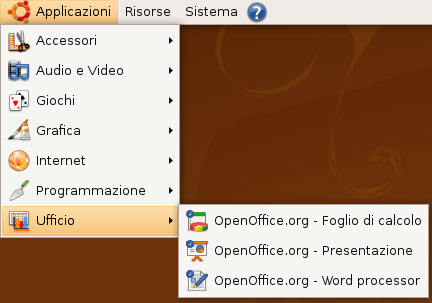 Applicazioni Risorse Sistema ?
Accessori
Audio e Video
Giochi
Grafica
Internet
Programmazione
Ufficio
OpenOffice.org - Foglio di calcolo
OpenOffice.org - Presentazione
OpenOffice.org - Word processor